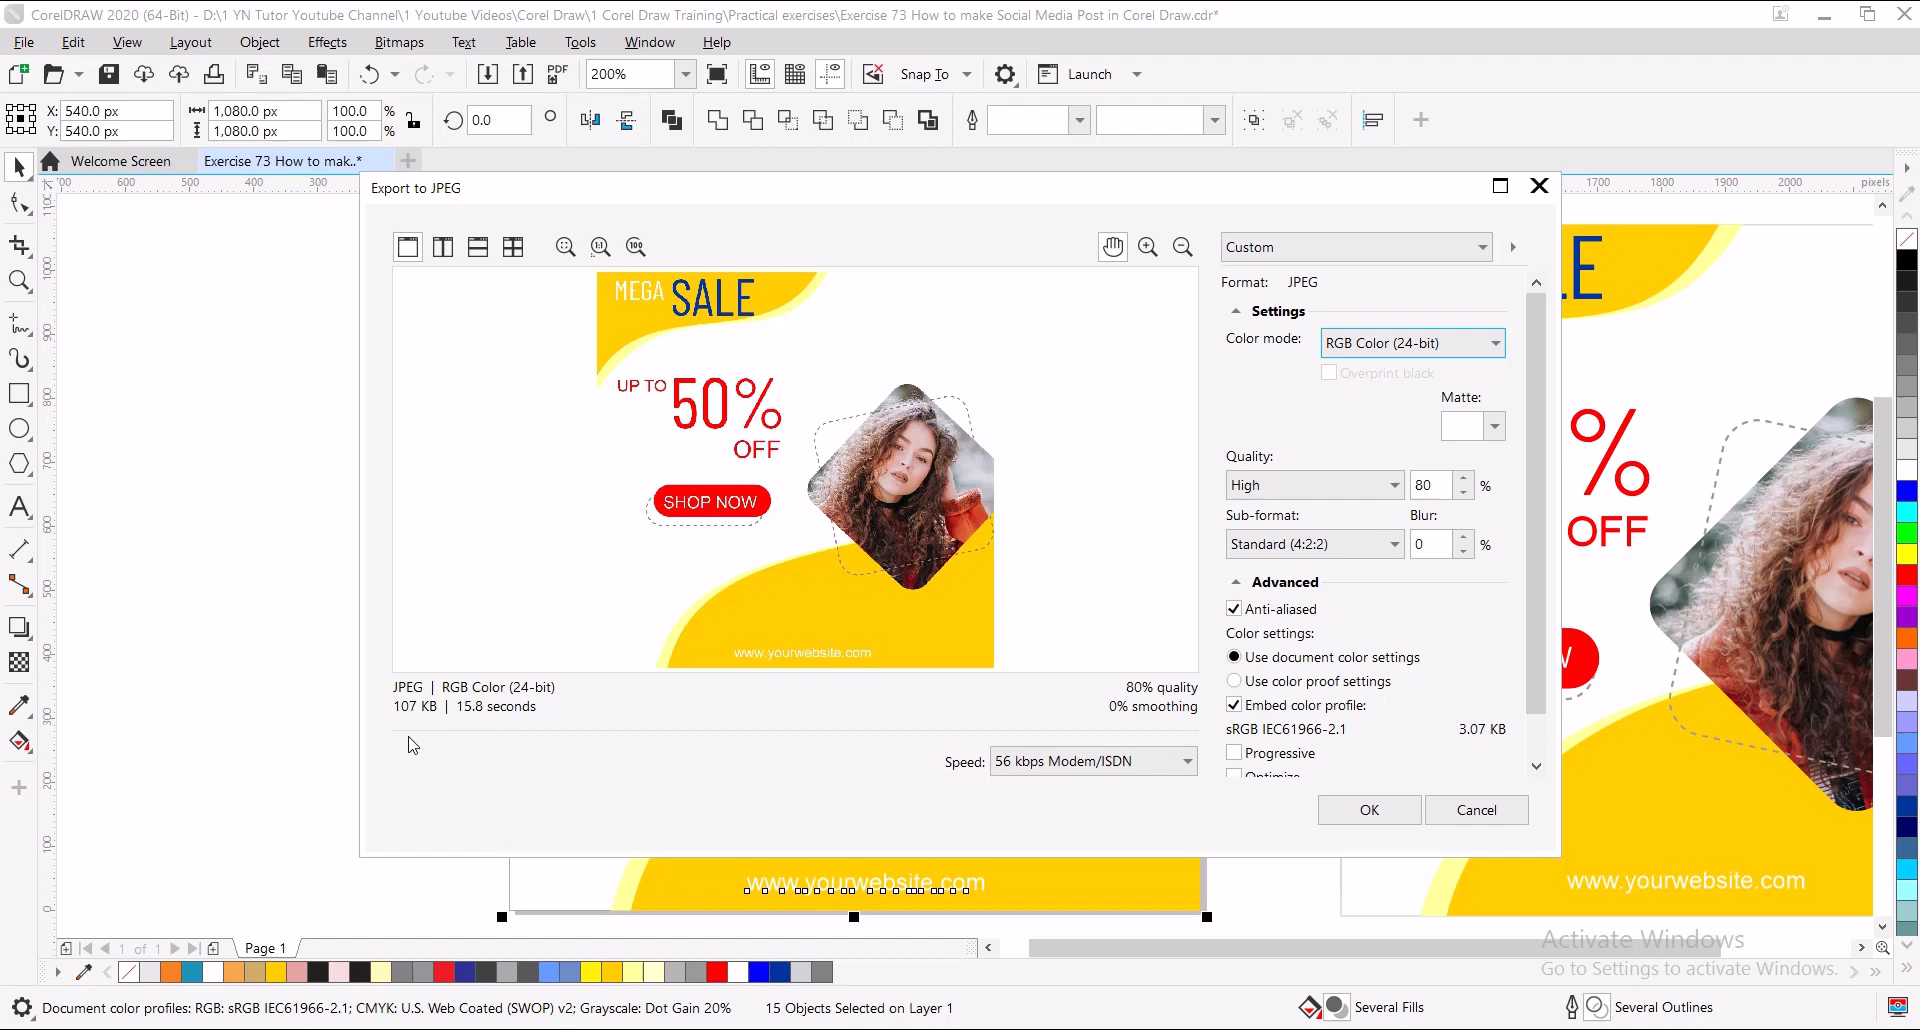 CorelDRAW 2020 (64-Bit) - D:\1 YN Tutor Youtube Channel\1 Youtube Videos\Corel Draw\1 Corel Draw Training\Practical exercises\Exercise 73 How to make Social Media Post in Corel Draw.cdr*
File Edit View Layout Object Effects Bitmaps Text Table Tools Window Help
PDF 200% Snap To Launch
X: 540.0 px 1,080.0 px 100.0 % 0.0
Y: 540.0 px 1,080.0 px 100.0 %
Welcome Screen Exercise 73 How to mak..*
600 500 400 300 1700 1800 1900 2000 pixels
Export to JPEG
Custom
Format: JPEG
Settings
Color mode: RGB Color (24-bit)
Overprint black
Matte:
Quality:
High 80 %
Sub-format: Blur:
Standard (4:2:2) 0 %
Advanced
Anti-aliased
Color settings:
Use document color settings
Use color proof settings
Embed color profile:
sRGB IEC61966-2.1 3.07 KB
Progressive
Optimize
MEGA SALE
UP TO 50%
OFF
SHOP NOW
www.yourwebsite.com
JPEG | RGB Color (24-bit) 80% quality
107 KB | 15.8 seconds 0% smoothing
Speed: 56 kbps Modem/ISDN
OK Cancel
LE
%
OFF
W
www.yourwebsite.com
www.yourwebsite.com
Activate Windows
Go to Settings to activate Windows.
1 of 1 Page 1
Document color profiles: RGB: sRGB IEC61966-2.1; CMYK: U.S. Web Coated (SWOP) v2; Grayscale: Dot Gain 20% 15 Objects Selected on Layer 1 Several Fills Several Outlines